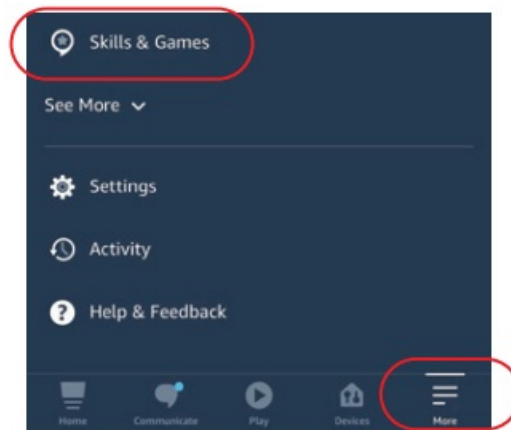 Skills & Games
See More
Settings
Activity
Help & Feedback
Home Communicate Play Devices More